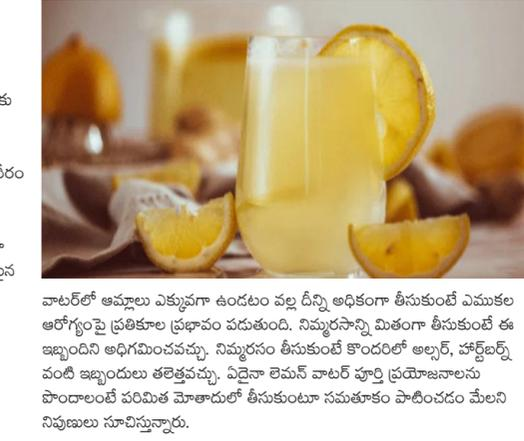 కు
వాటర్‌లో ఆమ్లాలు ఎక్కువగా ఉండటం వల్ల దీన్ని అధికంగా తీసుకుంటే ఎముకల
ఆరోగ్యంపై ప్రతికూల ప్రభావం పడుతుంది. నిమ్మరసాన్ని మితంగా తీసుకుంటే ఈ
ఇబ్బందిని అధిగమించవచ్చు. నిమ్మరసం తీసుకుంటే కొందరిలో అల్సర్, హార్ట్‌బర్న్
వంటి ఇబ్బందులు తలెత్తవచ్చు. ఏదైనా లెమన్ వాటర్ పూర్తి ప్రయోజనాలను
పొందాలంటే పరిమిత మోతాదులో తీసుకుంటూ సమతూకం పాటించడం మేలని
నిపుణులు సూచిస్తున్నారు.